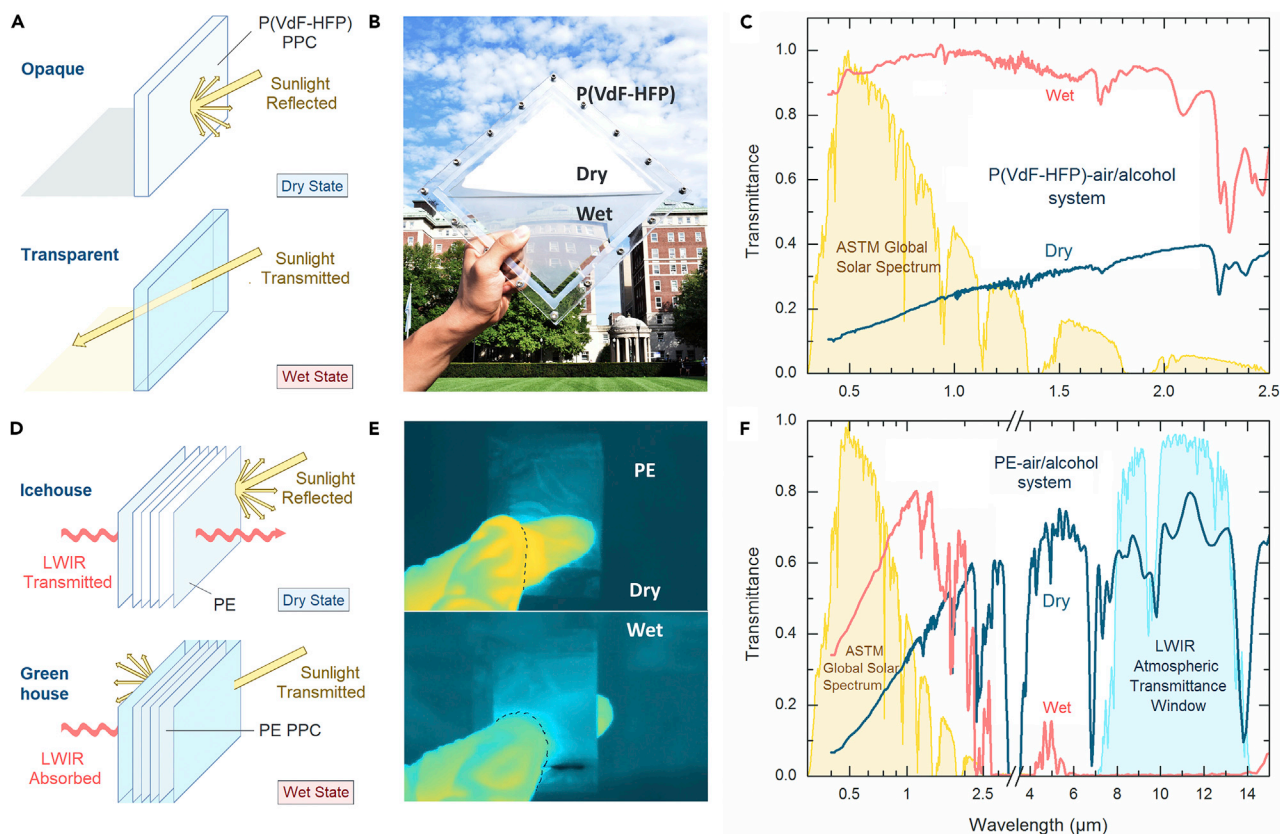 A
P(VdF-HFP)
PPC
Opaque
Sunlight
Reflected
Dry State
Transparent
Sunlight
Transmitted
Wet State
B
P(VdF-HFP)
Dry
Wet
C
1.0
0.8
0.6
0.4
0.2
0.0
Transmittance
Wet
P(VdF-HFP)-air/alcohol
system
Dry
ASTM Global
Solar Spectrum
0.5
1.0
1.5
2.0
2.5
D
Icehouse
Sunlight
Reflected
LWIR
Transmitted
PE
Dry State
Green
house
Sunlight
Transmitted
PE PPC
LWIR
Absorbed
Wet State
E
PE
Dry
Wet
F
1.0
0.8
0.6
0.4
0.2
0.0
Transmittance
PE-air/alcohol
system
Dry
ASTM
Global Solar
Spectrum
Wet
LWIR
Atmospheric
Transmittance
Window
0.5
1
2.5
4
6
8
10
12
14
Wavelength (μm)